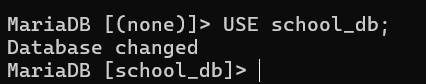 MariaDB [(none)]> USE school_db;
Database changed
MariaDB [school_db]>